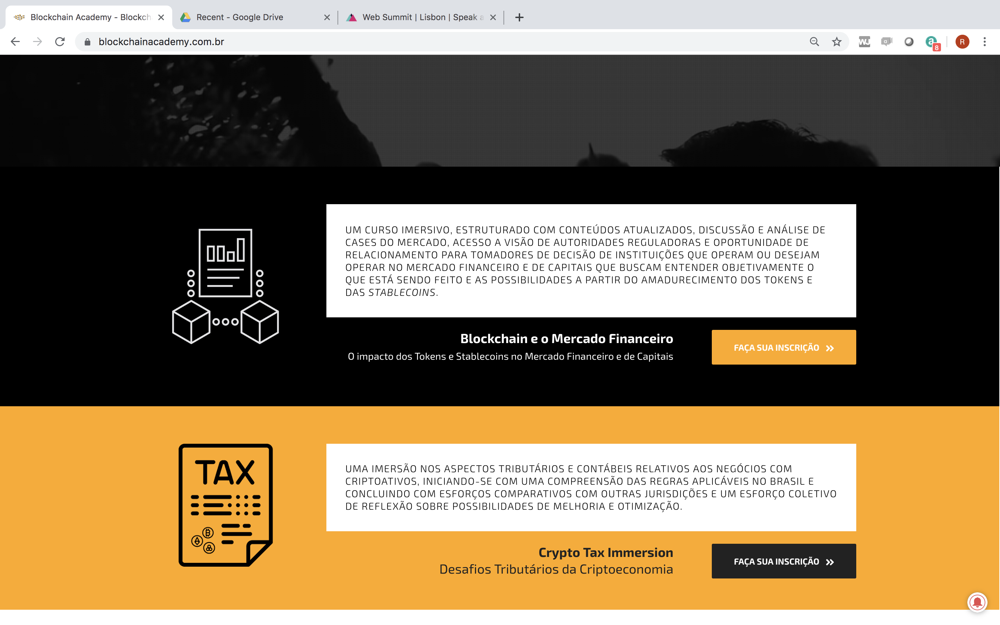 Blockchain Academy - Blockch
Recent - Google Drive
Web Summit | Lisbon | Speak a
blockchainacademy.com.br
WJ
a
a
8
R
UM CURSO IMERSIVO, ESTRUTURADO COM CONTEÚDOS ATUALIZADOS, DISCUSSÃO E ANÁLISE DE
CASES DO MERCADO, ACESSO A VISÃO DE AUTORIDADES REGULADORAS E OPORTUNIDADE DE
RELACIONAMENTO PARA TOMADORES DE DECISÃO DE INSTITUIÇÕES QUE OPERAM OU DESEJAM
OPERAR NO MERCADO FINANCEIRO E DE CAPITAIS QUE BUSCAM ENTENDER OBJETIVAMENTE O
QUE ESTÁ SENDO FEITO E AS POSSIBILIDADES A PARTIR DO AMADURECIMENTO DOS TOKENS E
DAS STABLECOINS.
Blockchain e o Mercado Financeiro
O impacto dos Tokens e Stablecoins no Mercado Financeiro e de Capitais
FAÇA SUA INSCRIÇÃO »
TAX
UMA IMERSÃO NOS ASPECTOS TRIBUTÁRIOS E CONTÁBEIS RELATIVOS AOS NEGÓCIOS COM
CRIPTOATIVOS, INICIANDO-SE COM UMA COMPREENSÃO DAS REGRAS APLICÁVEIS NO BRASIL E
CONCLUINDO COM ESFORÇOS COMPARATIVOS COM OUTRAS JURISDIÇÕES E UM ESFORÇO COLETIVO
DE REFLEXÃO SOBRE POSSIBILIDADES DE MELHORIA E OTIMIZAÇÃO.
Crypto Tax Immersion
Desafios Tributários da Criptoeconomia
FAÇA SUA INSCRIÇÃO »